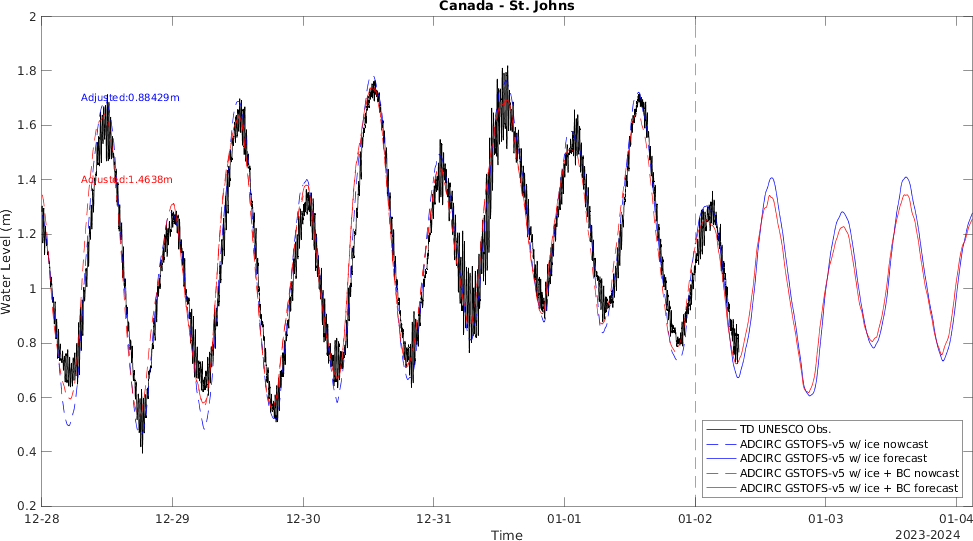 Canada - St. Johns
2
1.8
1.6
1.4
1.2
1
0.8
0.6
0.4
0.2
Water Level (m)
Adjusted:0.88429m
Adjusted:1.4638m
TD UNESCO Obs.
ADCIRC GSTOFS-v5 w/ ice nowcast
ADCIRC GSTOFS-v5 w/ ice forecast
ADCIRC GSTOFS-v5 w/ ice + BC nowcast
ADCIRC GSTOFS-v5 w/ ice + BC forecast
12-28 12-29 12-30 12-31 01-01 01-02 01-03 01-04
Time
2023-2024